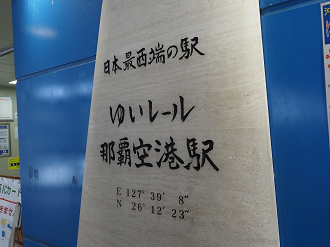 日本最西端の駅
ゆいレール
那覇空港駅
E 127° 39′ 8″
N 26° 12′ 23″